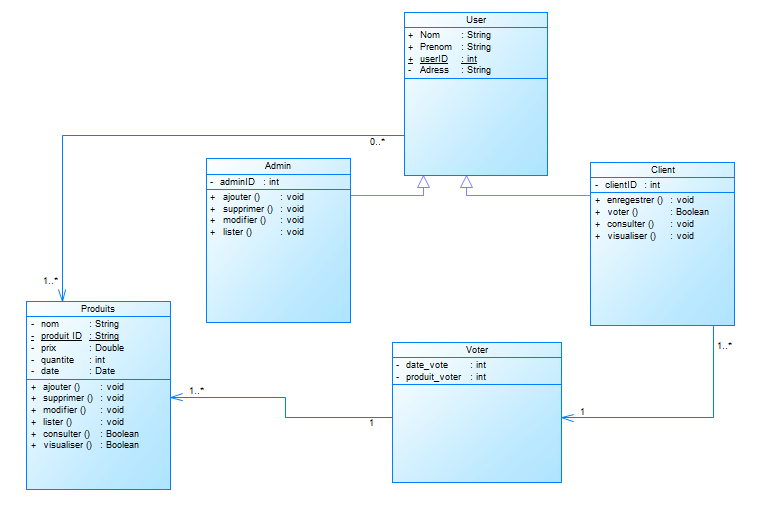 User
+ Nom : String
+ Prenom : String
+ userID : int
- Adress : String
0..*
Admin
- adminID : int
+ ajouter () : void
+ supprimer () : void
+ modifier () : void
+ lister () : void
Client
- clientID : int
+ enregestrer () : void
+ voter () : Boolean
+ consulter () : void
+ visualiser () : void
1..*
Produits
- nom : String
- produit ID : String
- prix : Double
- quantite : int
- date : Date
+ ajouter () : void
+ supprimer () : void
+ modifier () : void
+ lister () : void
+ consulter () : Boolean
+ visualiser () : Boolean
Voter
- date_vote : int
- produit_voter : int
1..*
1..*
1
1